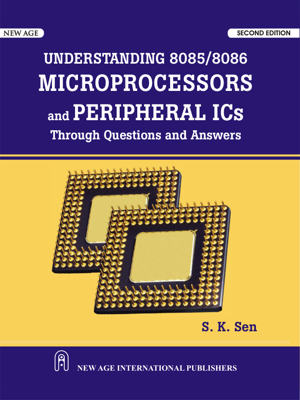 NEW AGE
SECOND EDITION
UNDERSTANDING 8085/8086
MICROPROCESSORS
and PERIPHERAL ICs
Through Questions and Answers
S. K. Sen
NEW AGE INTERNATIONAL PUBLISHERS